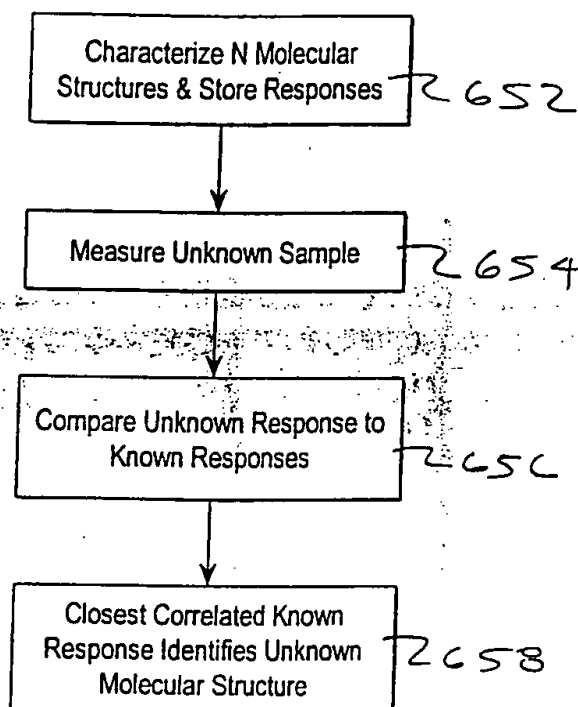 Characterize N Molecular
Structures & Store Responses
652
Measure Unknown Sample
654
Compare Unknown Response to
Known Responses
656
Closest Correlated Known
Response Identifies Unknown
Molecular Structure
658